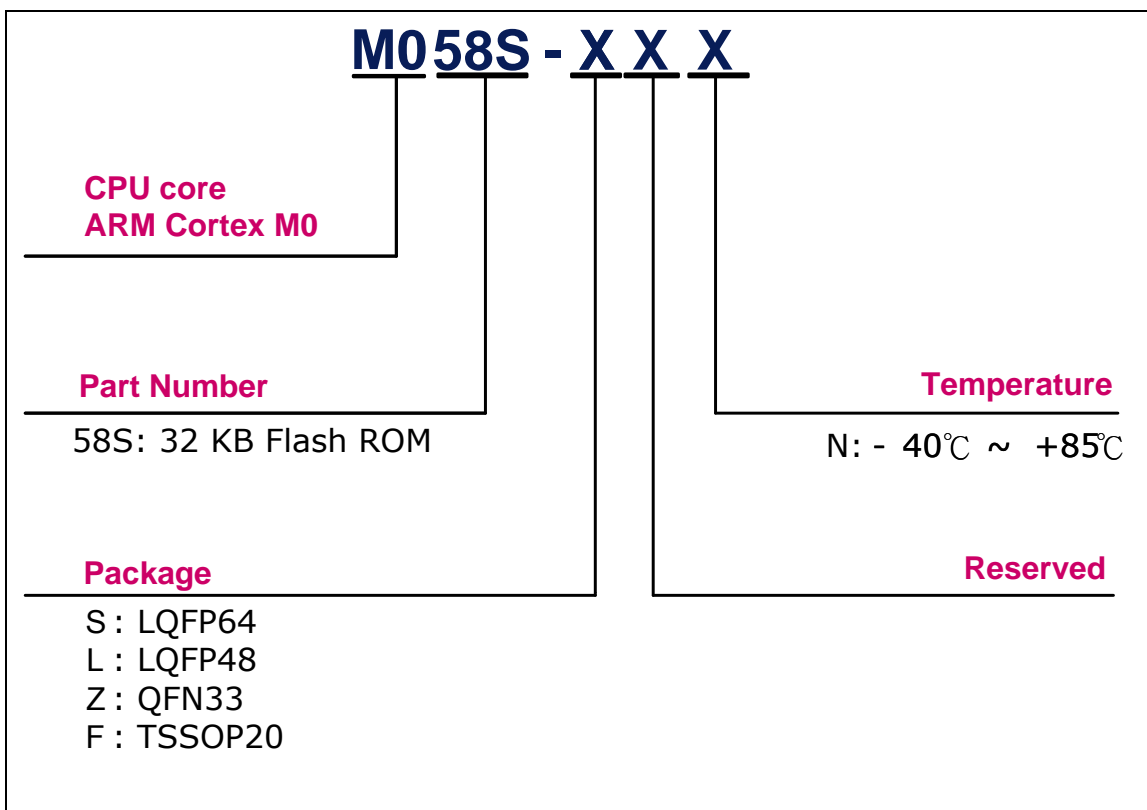 M058S - X X X
CPU core
ARM Cortex M0
Part Number
58S: 32 KB Flash ROM
Temperature
N: - 40℃ ~ +85℃
Package
S : LQFP64
L : LQFP48
Z : QFN33
F : TSSOP20
Reserved